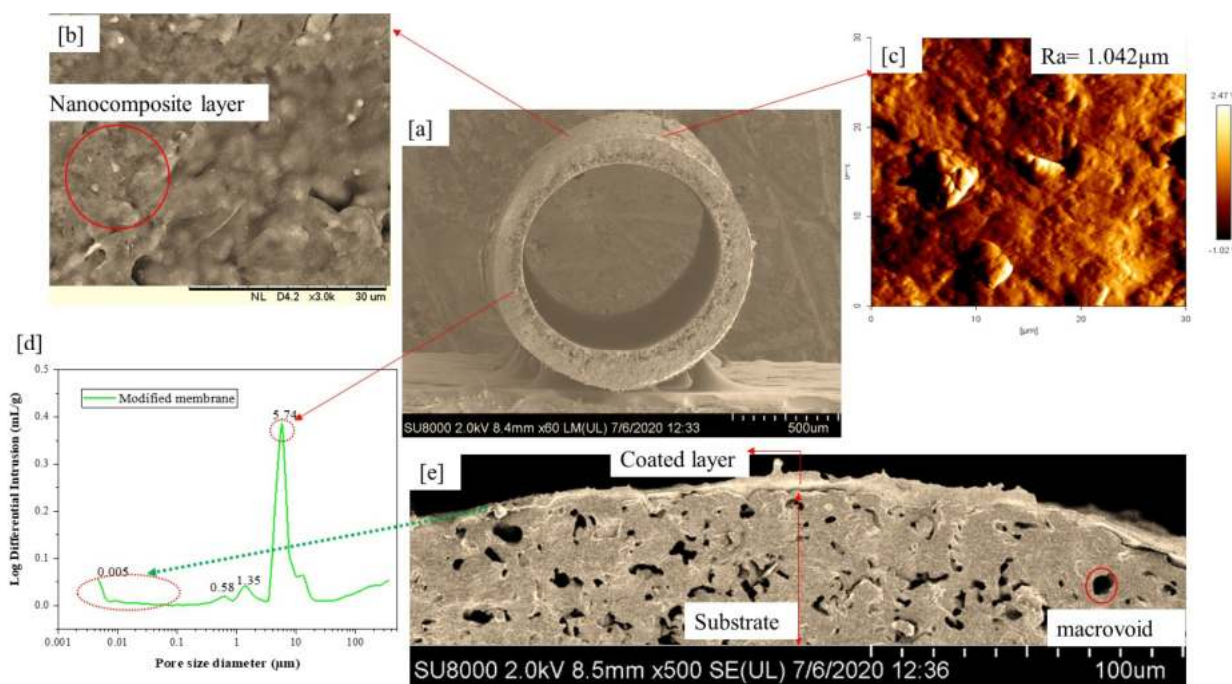 [b]
Nanocomposite layer
NL D4.2 x3.0k 30 um
[a]
SU8000 2.0kV 8.4mm x60 LM(UL) 7/6/2020 12:33
500um
[c]
Ra= 1.042µm
30
20
10
0
0 10 20 30
[µm]
2.47 V
-1.02
[d]
Modified membrane
Log Differential Intrusion (mL/g)
0.5
0.4
0.3
0.2
0.1
0.0
5.74
0.005
0.58
1.35
0.001 0.01 0.1 1 10 100
Pore size diameter (µm)
[e]
Coated layer
Substrate
macrovoid
SU8000 2.0kV 8.5mm x500 SE(UL) 7/6/2020 12:36
100um